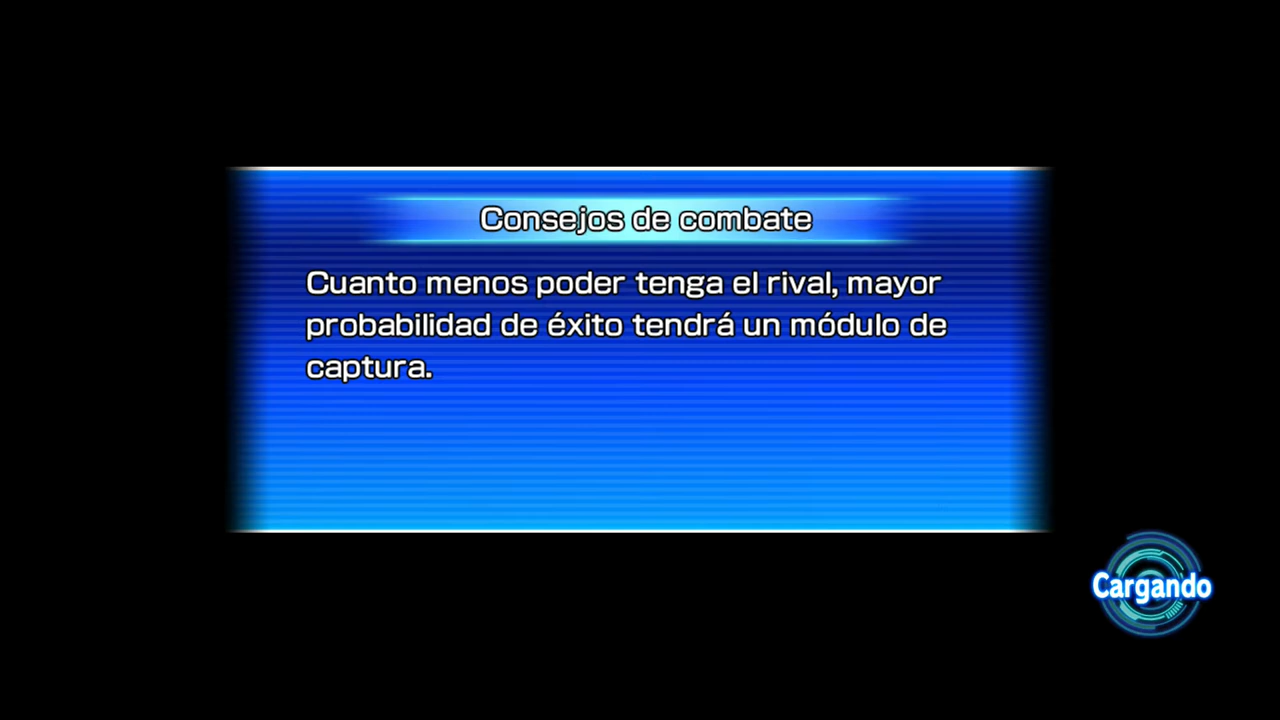 Consejos de combate
Cuanto menos poder tenga el rival, mayor
probabilidad de éxito tendrá un módulo de
captura.
Cargando